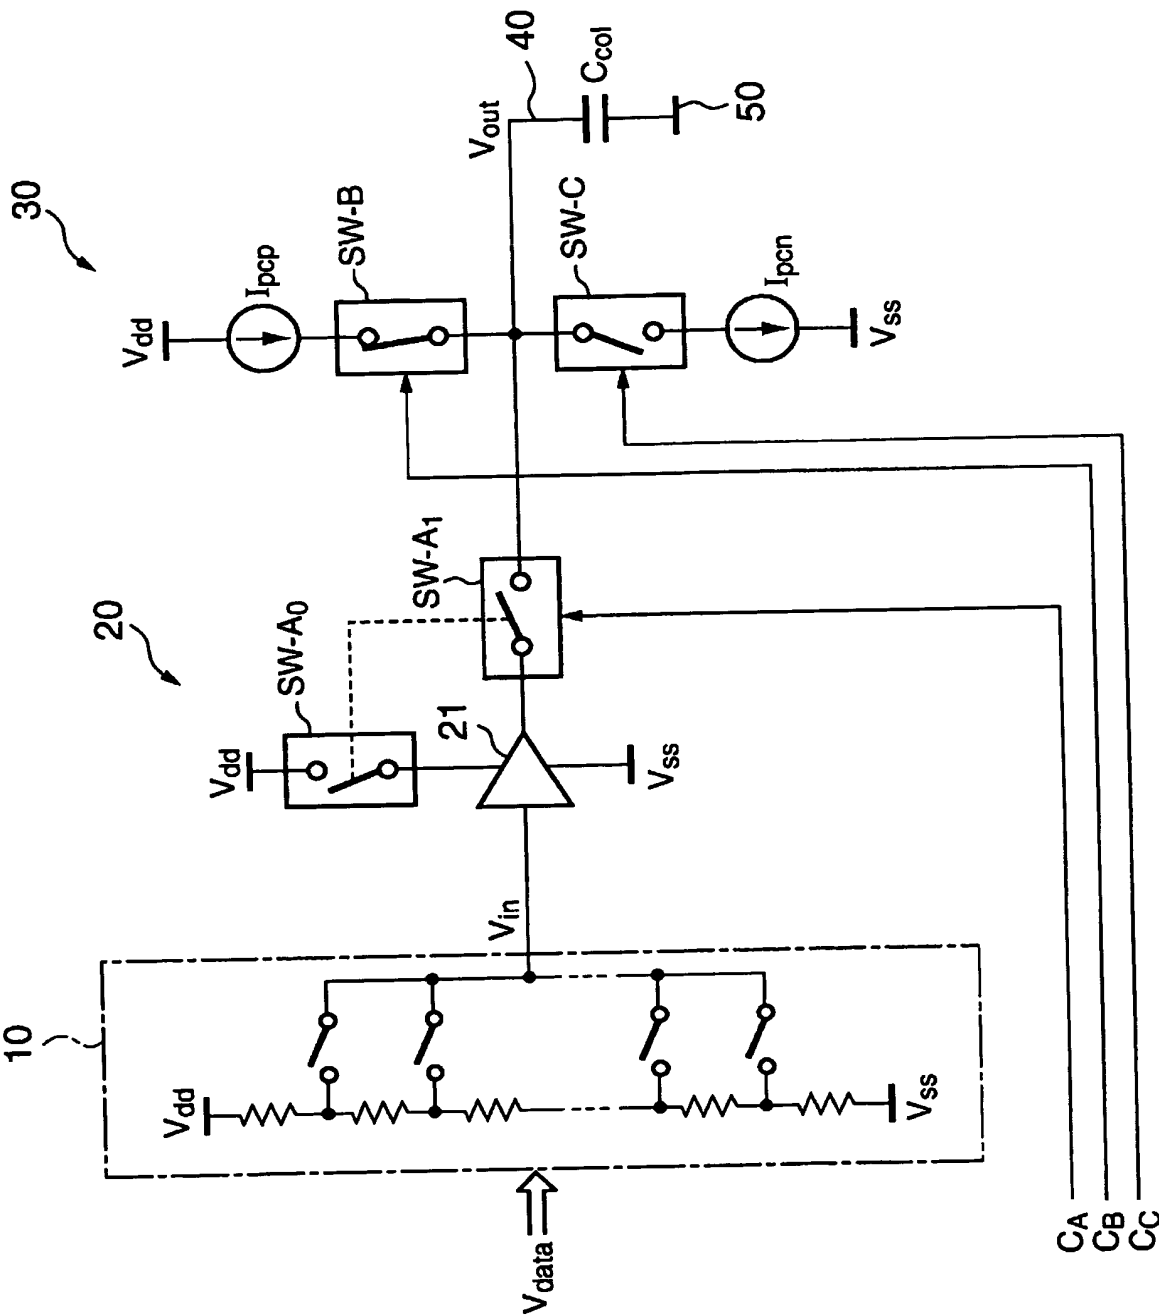 10
20
30
Vdd
Vin
Vss
Vdata
Vdd
SW-A0
21
Vss
SW-A1
Vdd
Ipcp
SW-B
Vout
40
Ccol
50
SW-C
Ipcn
Vss
CA
CB
CC